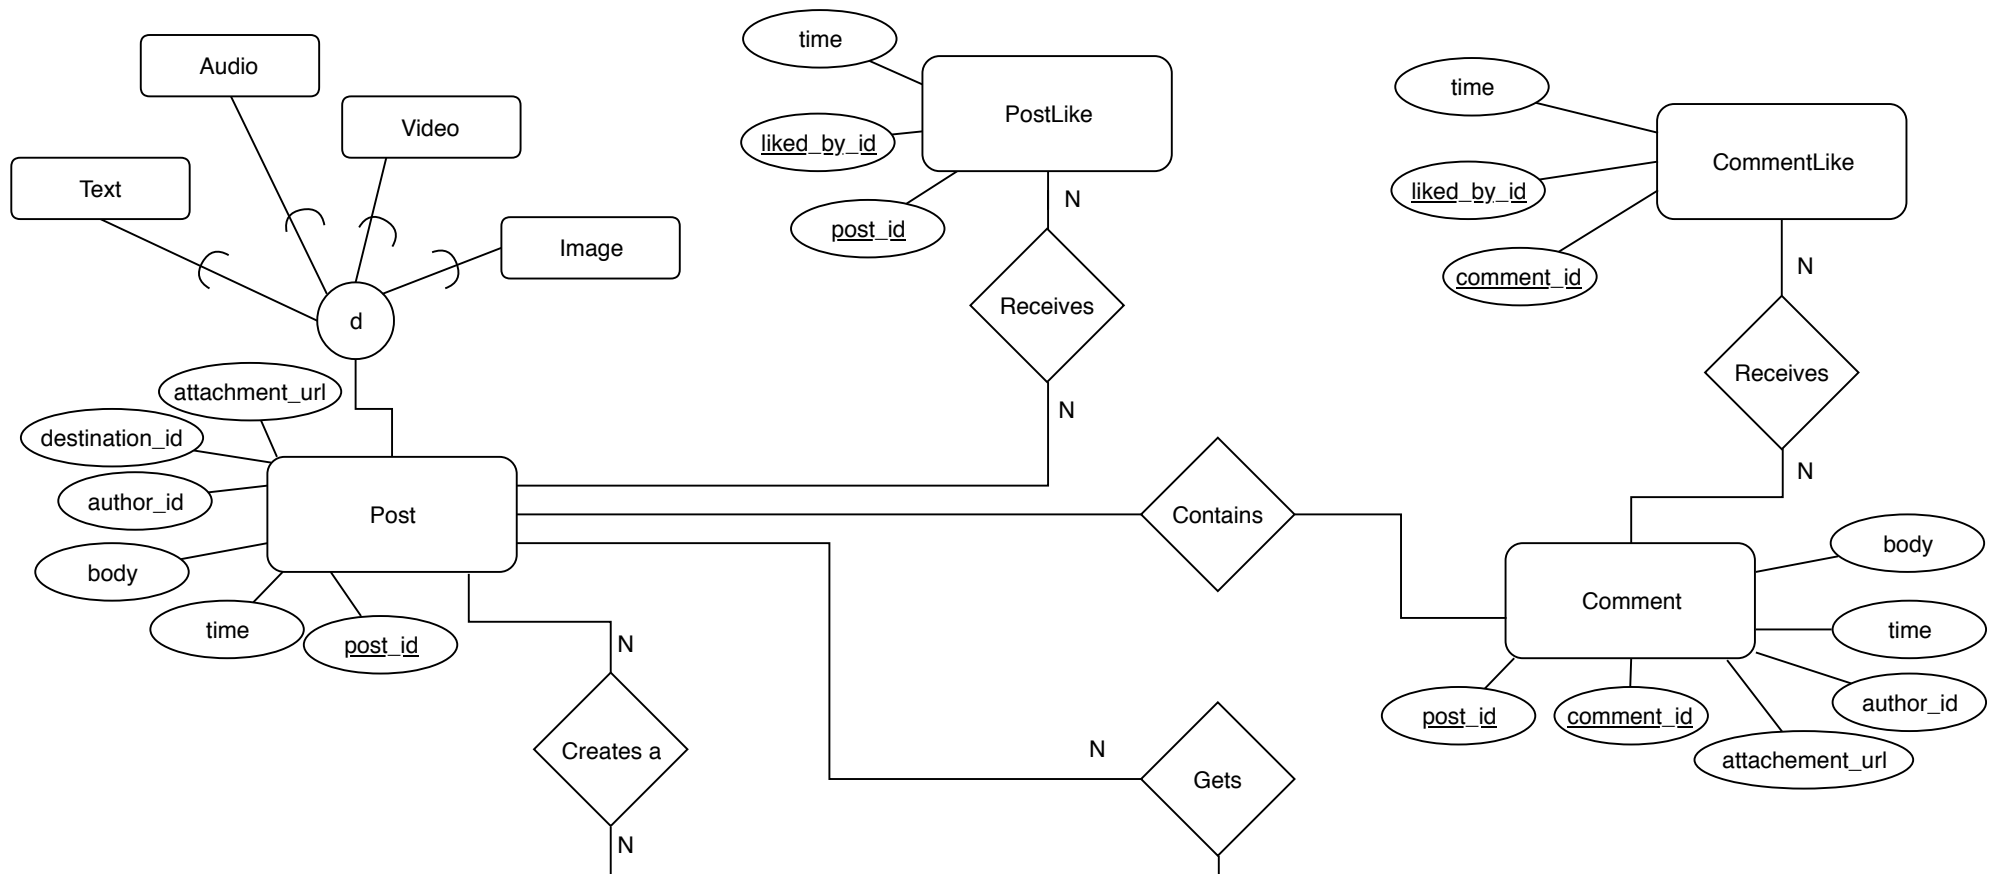 time
Audio
PostLike
time
Video
liked_by_id
CommentLike
Text
liked_by_id
N
post_id
Image
N
comment_id
Receives
d
Receives
attachment_url
N
destination_id
N
author_id
Post
Contains
body
body
Comment
time
time
post_id
N
author_id
post_id
comment_id
Creates a
N
attachement_url
Gets
N